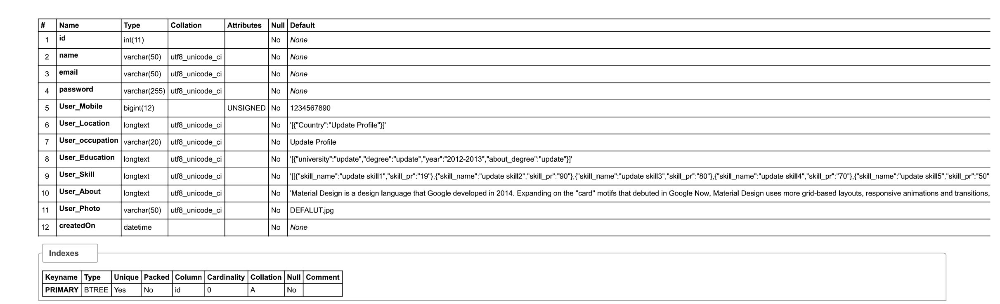 # Name Type Collation Attributes Null Default
1 id int(11) No None
2 name varchar(50) utf8_unicode_ci No None
3 email varchar(50) utf8_unicode_ci No None
4 password varchar(255) utf8_unicode_ci No None
5 User_Mobile bigint(12) UNSIGNED No 1234567890
6 User_Location longtext utf8_unicode_ci No '[{"Country":"Update Profile"}]'
7 User_occupation varchar(20) utf8_unicode_ci No Update Profile
8 User_Education longtext utf8_unicode_ci No '[{"university":"update","degree":"update","year":"2012-2013","about_degree":"update"}]'
9 User_Skill longtext utf8_unicode_ci No '[[{"skill_name":"update skill1","skill_pr":"19"},{"skill_name":"update skill2","skill_pr":"90"},{"skill_name":"update skill3","skill_pr":"80"},{"skill_name":"update skill4","skill_pr":"70"},{"skill_name":"update skill5","skill_pr":"50"
10 User_About longtext utf8_unicode_ci No 'Material Design is a design language that Google developed in 2014. Expanding on the "card" motifs that debuted in Google Now, Material Design uses more grid-based layouts, responsive animations and transitions,
11 User_Photo varchar(50) utf8_unicode_ci No DEFALUT.jpg
12 createdOn datetime No None
Indexes
Keyname Type Unique Packed Column Cardinality Collation Null Comment
PRIMARY BTREE Yes No id 0 A No